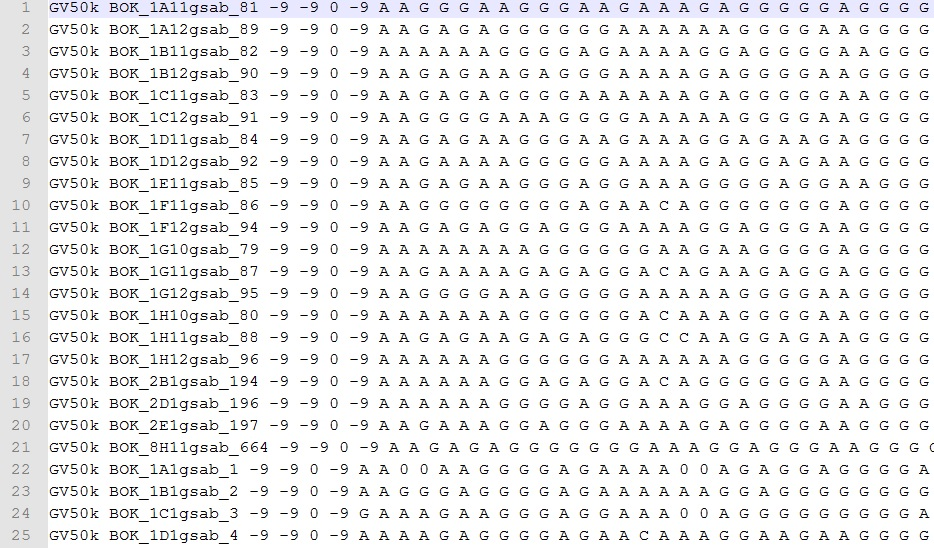 1 GV50k BOK_1A11gsab_81 -9 -9 0 -9 A A G G G A A G G G A A G A A A G A G G G G G A G G G G
2 GV50k BOK_1A12gsab_89 -9 -9 0 -9 A A G A G A G G G G G G A A A A A A G G G G A A G G G G
3 GV50k BOK_1B11gsab_82 -9 -9 0 -9 A A A A A A G G G G A G A A A A G G A G G G G A A G G G
4 GV50k BOK_1B12gsab_90 -9 -9 0 -9 A A G A G A A G A G G G A A A A G A G G G G A A G G G G
5 GV50k BOK_1C11gsab_83 -9 -9 0 -9 A A G A G A G G G G A A A A A A G A G G G G G A A G G G
6 GV50k BOK_1C12gsab_91 -9 -9 0 -9 A A G G G G A A A G G G G A A A A G G G G G A A G G G G
7 GV50k BOK_1D11gsab_84 -9 -9 0 -9 A A G A G A G G G A A G A A A A G G A G A A G A G G G G
8 GV50k BOK_1D12gsab_92 -9 -9 0 -9 A A G A A A A G G G G G A A A A G A G G A G A A G G G G
9 GV50k BOK_1E11gsab_85 -9 -9 0 -9 A A G A G A A G G G A G G A A A G G G G A G G A A G G G
10 GV50k BOK_1F11gsab_86 -9 -9 0 -9 A A G G G G G G G G A G A A C A G G G G G G G A G G G G
11 GV50k BOK_1F12gsab_94 -9 -9 0 -9 A A G A G A G G A G G G A A A A G G A G G G G A G G G G
12 GV50k BOK_1G10gsab_79 -9 -9 0 -9 A A A A A A A A G G G G G G A A G A A G G G G A G G G G
13 GV50k BOK_1G11gsab_87 -9 -9 0 -9 A A G A A A A G A G A G G A C A G A A G A G G A G G G G
14 GV50k BOK_1G12gsab_95 -9 -9 0 -9 A A G G G G A A G G G G G A A A A A G G G G A A G G G G
15 GV50k BOK_1H10gsab_80 -9 -9 0 -9 A A A A A A G G G G G G G A C A A A G G G G G A G G G G
16 GV50k BOK_1H11gsab_88 -9 -9 0 -9 A A G A G A A G A G A G G G C C A A G G A G A A G G G G
17 GV50k BOK_1H12gsab_96 -9 -9 0 -9 A A A A A A G G G G G G A A A A A G G G G G G A G G G G
18 GV50k BOK_2B1gsab_194 -9 -9 0 -9 A A A A A A G G A G A G G A C A G G G G G G A A G G G G
19 GV50k BOK_2D1gsab_196 -9 -9 0 -9 A A A A A A G G G G A G G A A A G G A G G G G A A G G G
20 GV50k BOK_2E1gsab_197 -9 -9 0 -9 A A G A A A G G G G A G A A A A G A G G G G G A G G G G
21 GV50k BOK_8H11gsab_664 -9 -9 0 -9 A A G A G A G G G G G G G A A A G G A G G G A A G G G G
22 GV50k BOK_1A1gsab_1 -9 -9 0 -9 A A 0 0 A A G G G G A G A A A A 0 0 A G A G G A G G G G A
23 GV50k BOK_1B1gsab_2 -9 -9 0 -9 A A G G G A G G G G A G A A A A A A G G A G G G G G G G G
24 GV50k BOK_1C1gsab_3 -9 -9 0 -9 G A A A G A A G G G A G G A A A 0 0 A G G G G G G G G G A
25 GV50k BOK_1D1gsab_4 -9 -9 0 -9 A A A A G A G G G G A G A A C A A A G G A A G A G G G G G